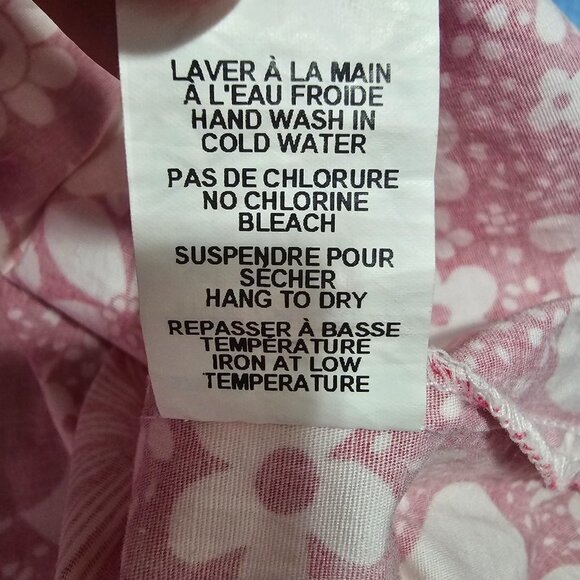 LAVER À LA MAIN
À L'EAU FROIDE
HAND WASH IN
COLD WATER
PAS DE CHLORURE
NO CHLORINE
BLEACH
SUSPENDRE POUR
SÉCHER
HANG TO DRY
REPASSER À BASSE
TEMPÉRATURE
IRON AT LOW
TEMPERATURE